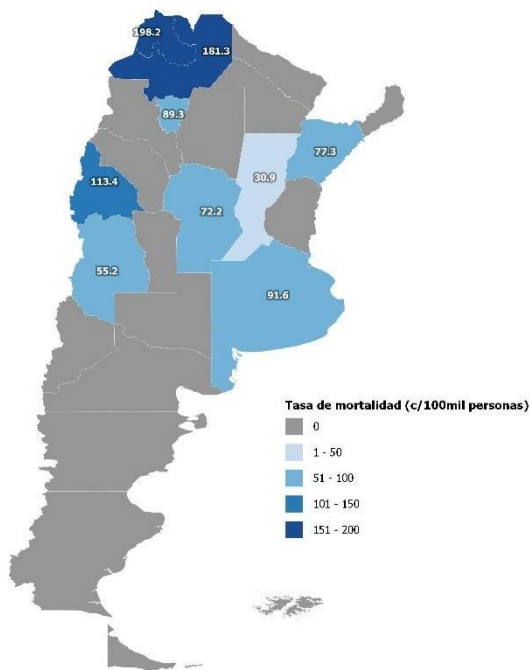 198.2
181.3
89.3
77.3
113.4
30.9
72.2
55.2
91.6
Tasa de mortalidad (c/100mil personas)
0
1 - 50
51 - 100
101 - 150
151 - 200